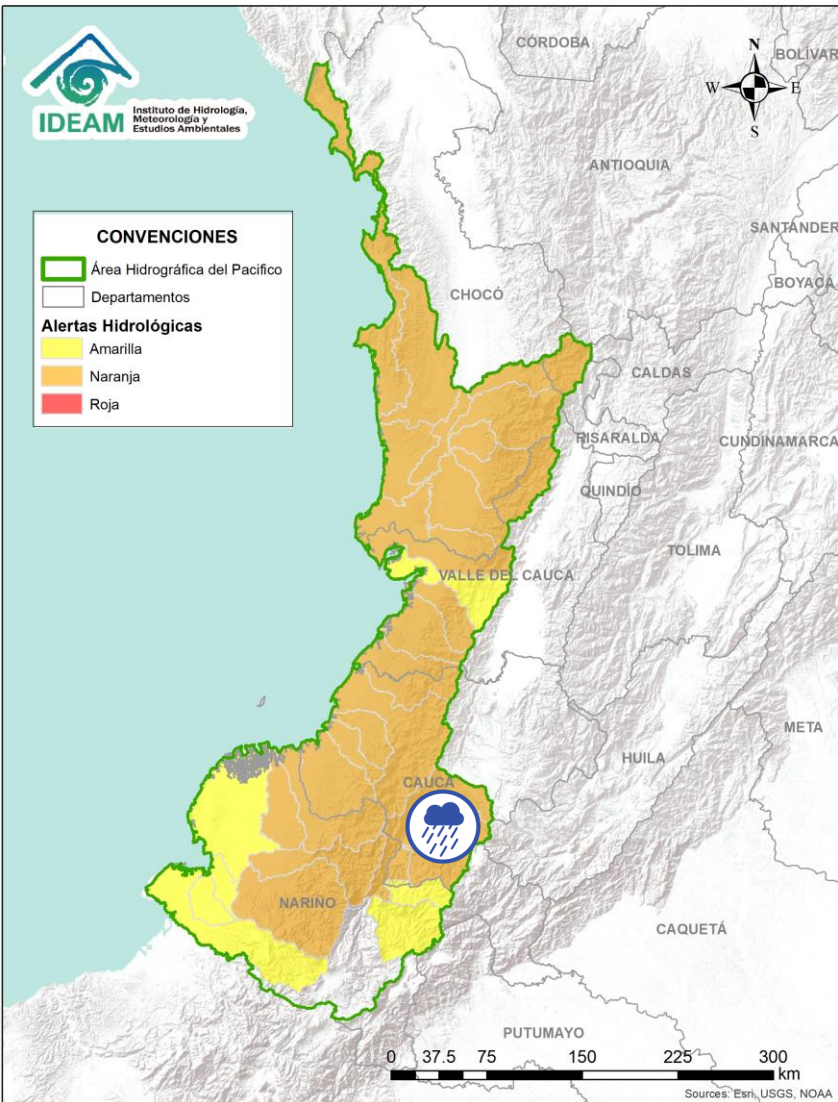 IDEAM
Instituto de Hidrología,
Meteorología y
Estudios Ambientales
CÓRDOBA
BOLÍVAR
N
W
E
S
ANTIOQUIA
SANTANDER
CONVENCIONES
Área Hidrográfica del Pacifico
Departamentos
Alertas Hidrológicas
Amarilla
Naranja
Roja
BOYACÁ
CHOCÓ
CALDAS
RISARALDA
CUNDINAMARCA
QUINDÍO
TOLIMA
VALLE DEL CAUCA
META
HUILA
CAUCA
NARIÑO
CAQUETÁ
PUTUMAYO
0 37.5 75 150 225 300
km
Sources: Esri, USGS, NOAA